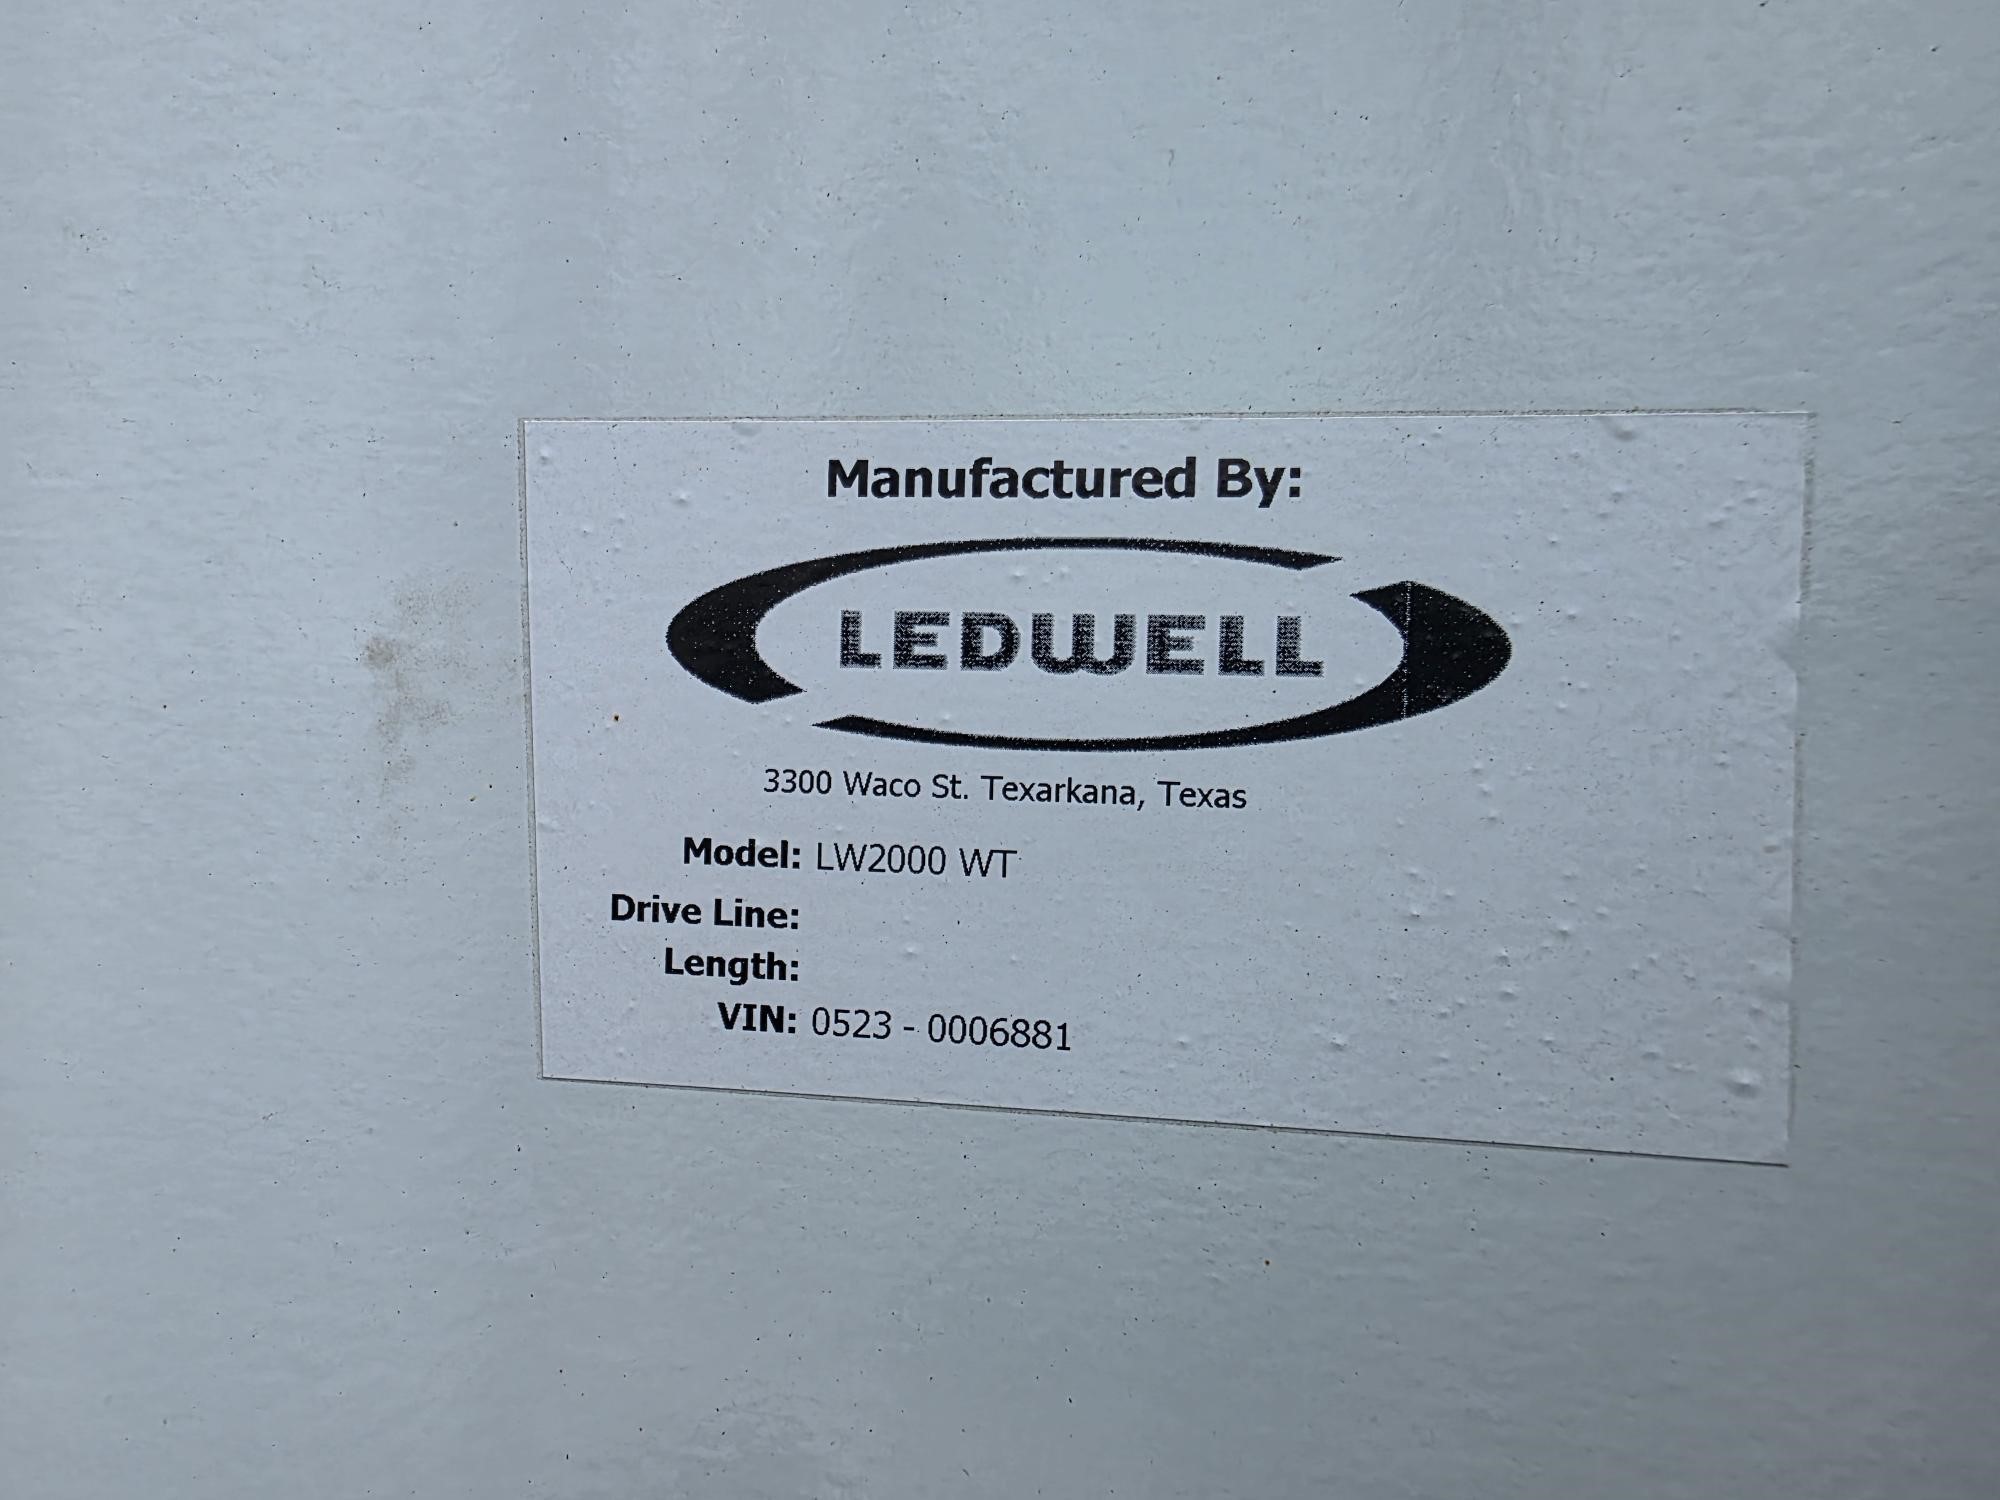 Manufactured By:
LEDWELL
3300 Waco St. Texarkana, Texas
Model: LW2000 WT
Drive Line:
Length:
VIN: 0523 - 0006881